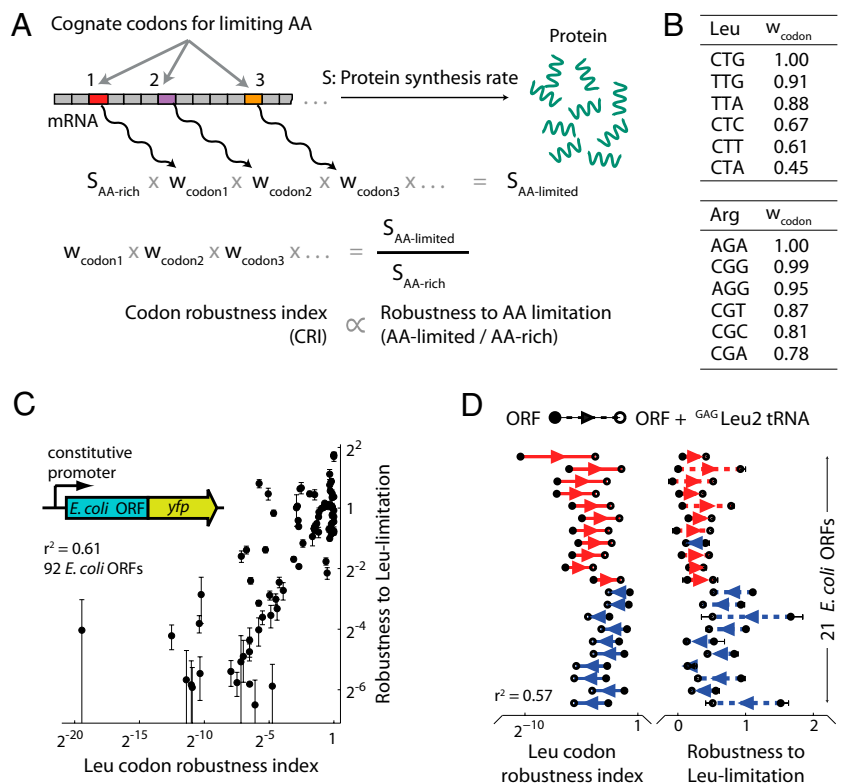 A
Cognate codons for limiting AA
1 2 3
mRNA
. . .
S: Protein synthesis rate
Protein
S_AA-rich x w_codon1 x w_codon2 x w_codon3 x . . . = S_AA-limited
w_codon1 x w_codon2 x w_codon3 x . . . = S_AA-limited / S_AA-rich
Codon robustness index ∝ Robustness to AA limitation
(CRI) (AA-limited / AA-rich)
B
Leu w_codon
CTG 1.00
TTG 0.91
TTA 0.88
CTC 0.67
CTT 0.61
CTA 0.45
Arg w_codon
AGA 1.00
CGG 0.99
AGG 0.95
CGT 0.87
CGC 0.81
CGA 0.78
C
constitutive
promoter
E. coli ORF yfp
r² = 0.61
92 E. coli ORFs
2²
1
2⁻²
2⁻⁴
2⁻⁶
Robustness to Leu-limitation
2⁻²⁰ 2⁻¹⁵ 2⁻¹⁰ 2⁻⁵ 1
Leu codon robustness index
D
ORF ORF + ᴳᴬᴳLeu2 tRNA
21 E. coli ORFs
r² = 0.57
2⁻¹⁰ 1
Leu codon
robustness index
0 1 2
Robustness to
Leu-limitation